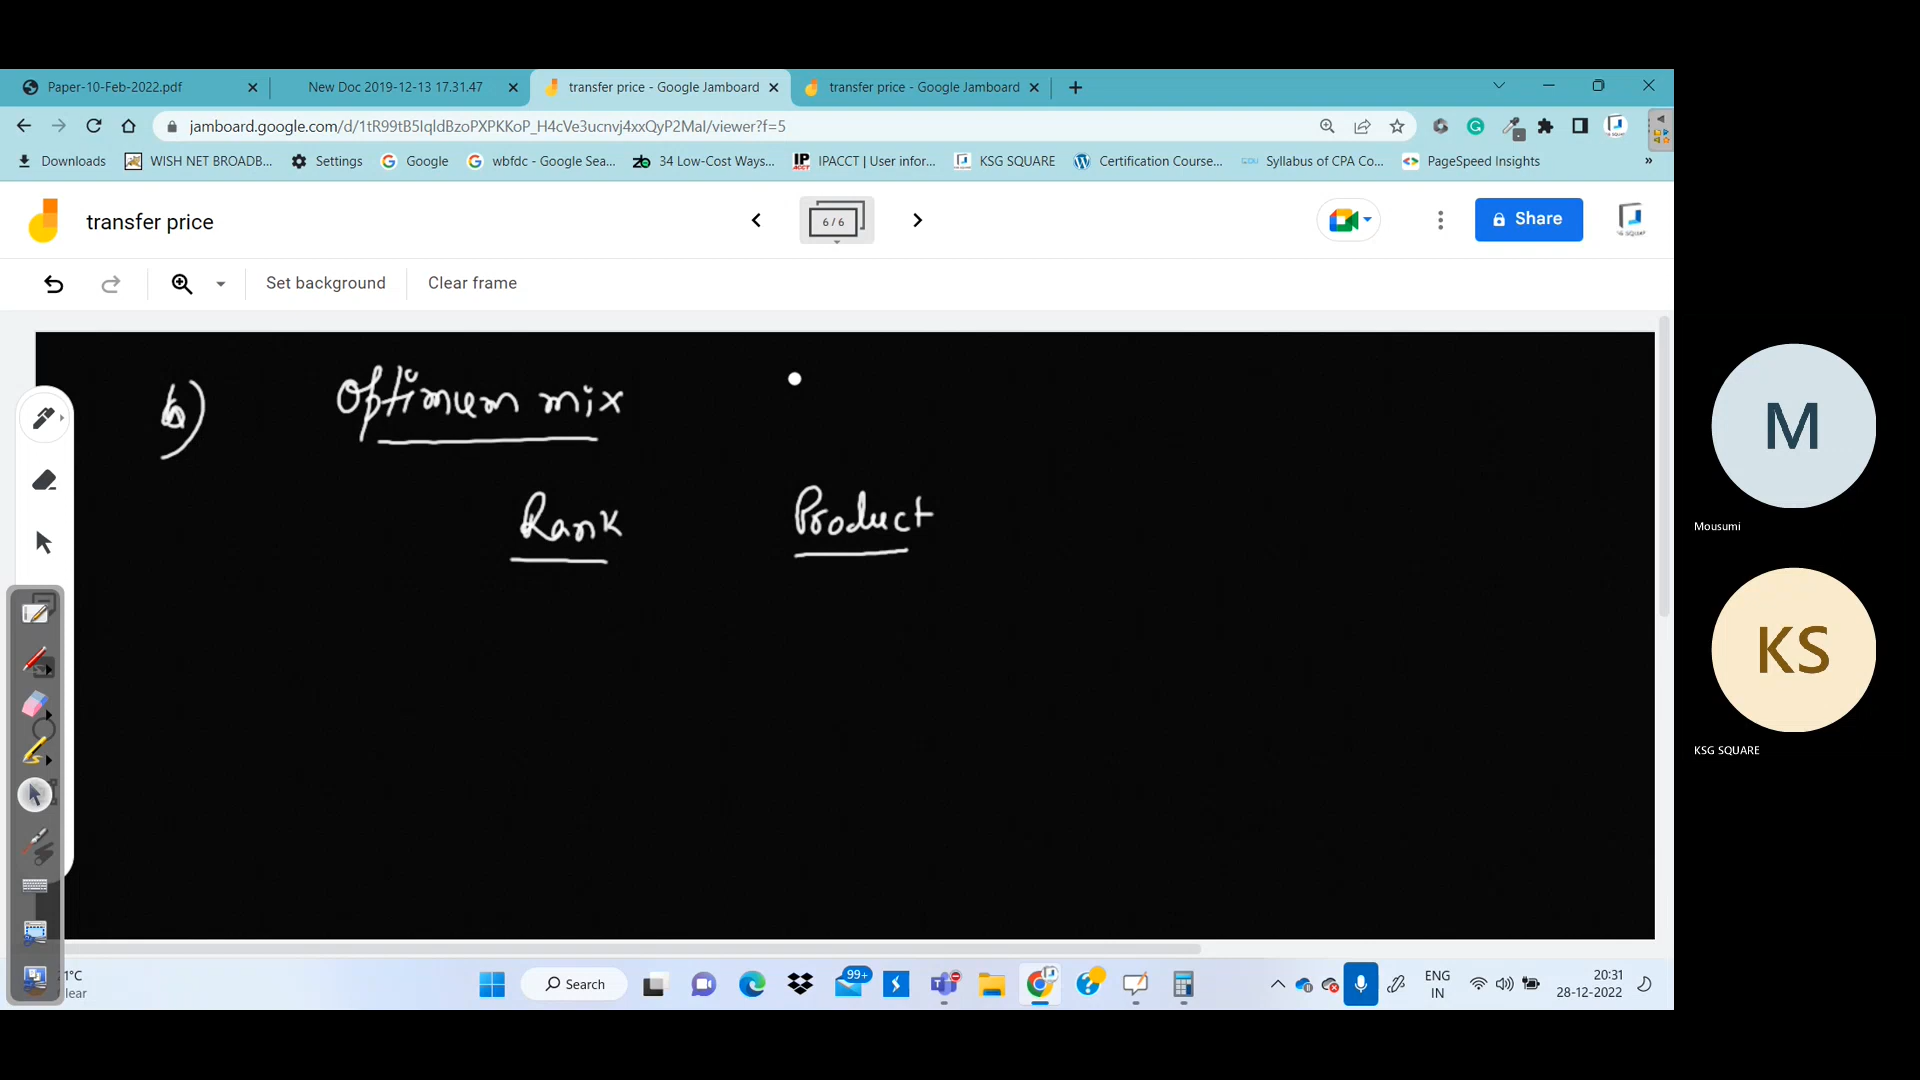 Paper-10-Feb-2022.pdf
New Doc 2019-12-13 17.31.47
transfer price - Google Jamboard
transfer price - Google Jamboard
jamboard.google.com/d/1tR99tB5IqldBzoPXPKKoP_H4cVe3ucnvj4xxQyP2MaI/viewer?f=5
Downloads WISH NET BROADB... Settings Google wbfdc - Google Sea... 34 Low-Cost Ways... IPACCT | User infor... KSG SQUARE Certification Course... Syllabus of CPA Co... PageSpeed Insights »
transfer price
6 / 6
Share
Set background
Clear frame
b) Optimum mix
Rank Product
M
Mousumi
KS
KSG SQUARE
1°C
lear
Search
99+
ENG
IN
20:31
28-12-2022